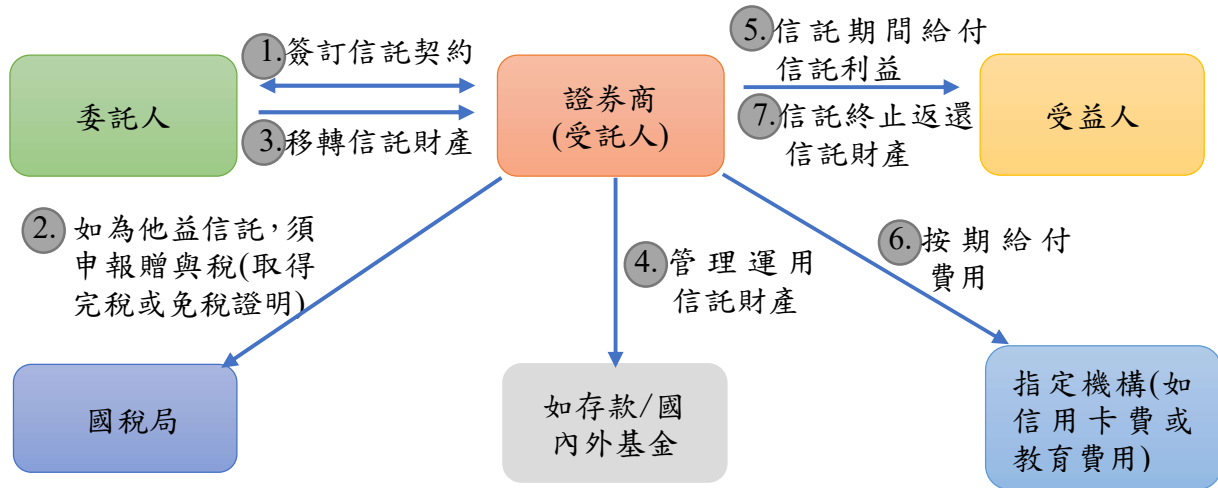 1.簽訂信託契約
5.信託期間給付
信託利益
委託人
證券商
(受託人)
受益人
3.移轉信託財產
7.信託終止返還
信託財產
2. 如為他益信託，須
申報贈與稅(取得
完稅或免稅證明)
4. 管理運用
信託財產
6. 按期給付
費用
國稅局
如存款/國
內外基金
指定機構(如
信用卡費或
教育費用)